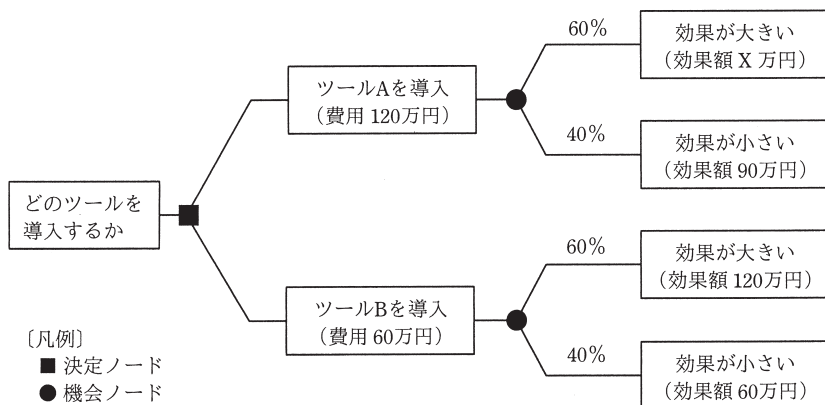 どのツールを
導入するか
ツールAを導入
（費用 120万円）
60%
効果が大きい
（効果額 X 万円）
40%
効果が小さい
（効果額 90万円）
ツールBを導入
（費用 60万円）
60%
効果が大きい
（効果額 120万円）
40%
効果が小さい
（効果額 60万円）
〔凡例〕
■ 決定ノード
● 機会ノード